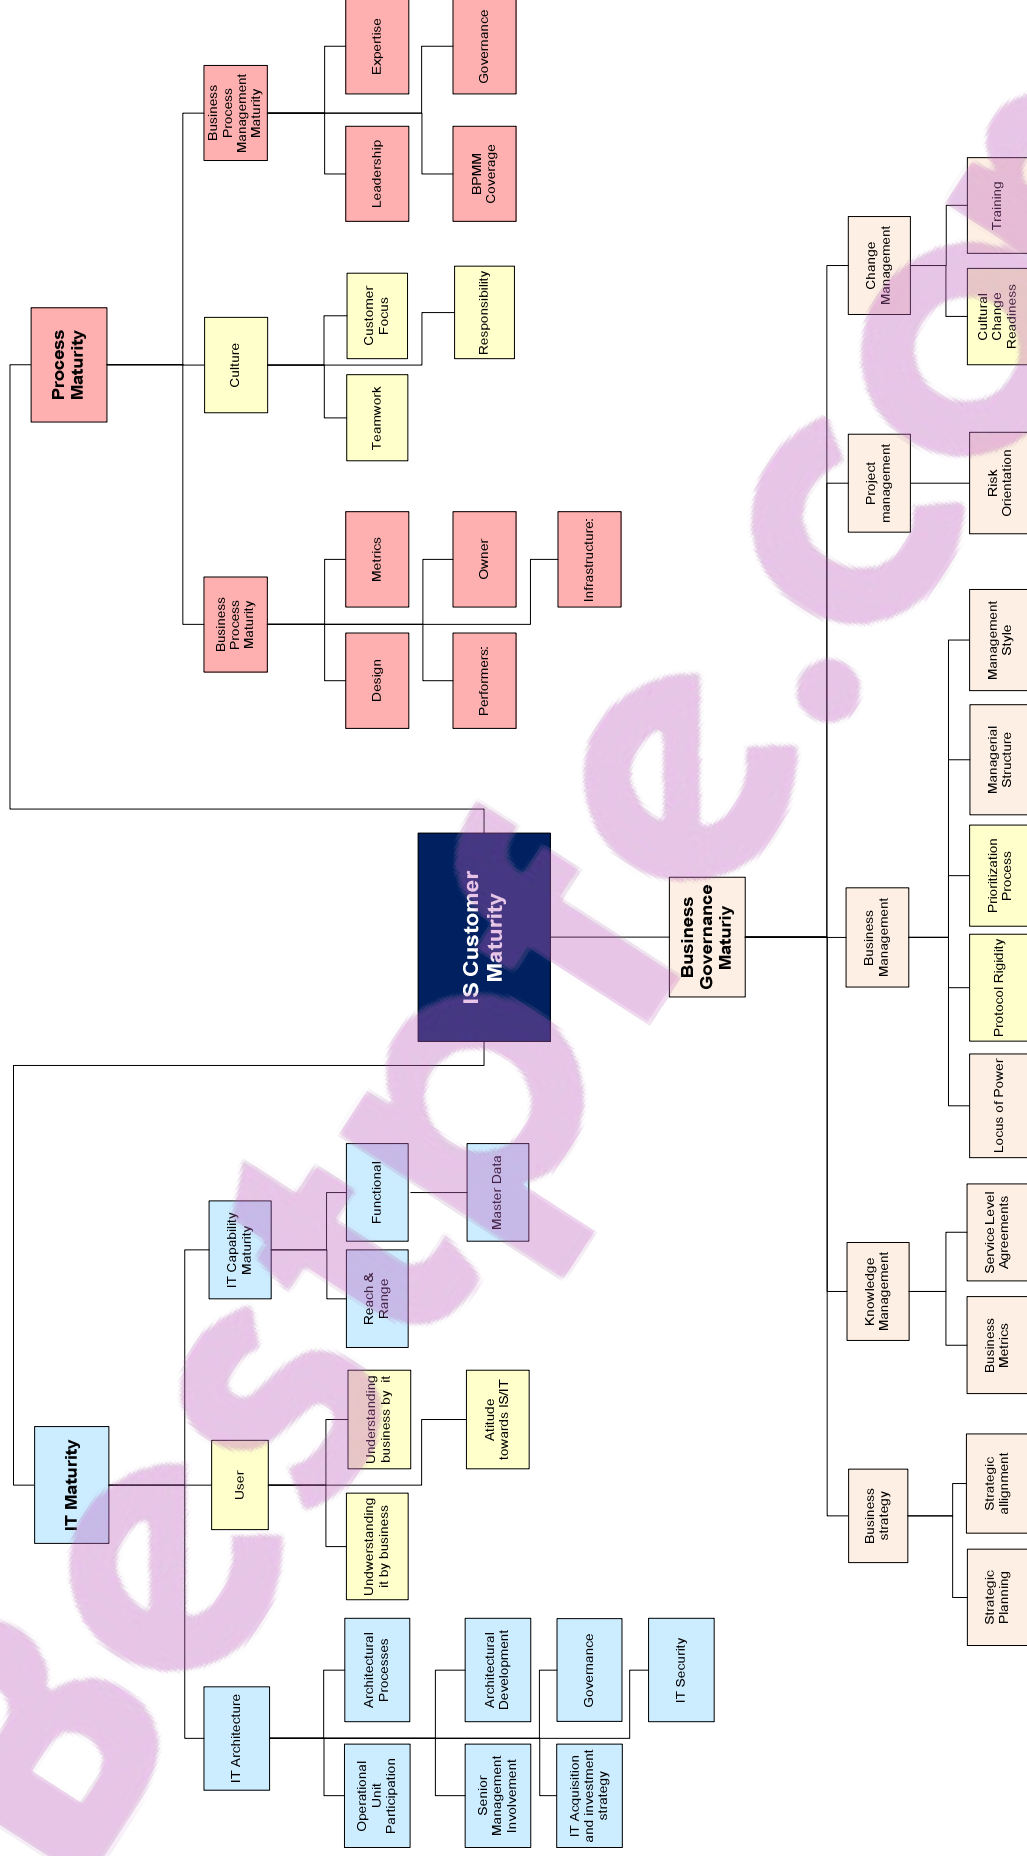 IT Maturity
Process
Maturity
IT Architecture
User
IT Capability
Maturity
Business
Process
Maturity
Culture
Business
Process
Management
Maturity
Operational
Unit
Participation
Architectural
Processes
Undwerstanding
it by business
Understanding
business by it
Reach &
Range
Functional
Design
Metrics
Teamwork
Customer
Focus
Leadership
Expertise
Senior
Management
Involvement
Architectural
Development
Atitude
towards IS/IT
Master Data
IS Customer
Maturity
Performers:
Owner
Responsibility
BPMM
Coverage
Governance
IT Acquisition
and investment
strategy
Governance
Infrastructure:
IT Security
Business
Governance
Maturiy
Business
strategy
Knowledge
Management
Business
Management
Project
management
Change
Management
Strategic
Planning
Strategic
allignment
Business
Metrics
Service Level
Agreements
Locus of Power
Protocol Rigidity
Prioritization
Process
Managerial
Structure
Management
Style
Risk
Orientation
Cultural
Change
Readiness
Training
Bestpfe.com